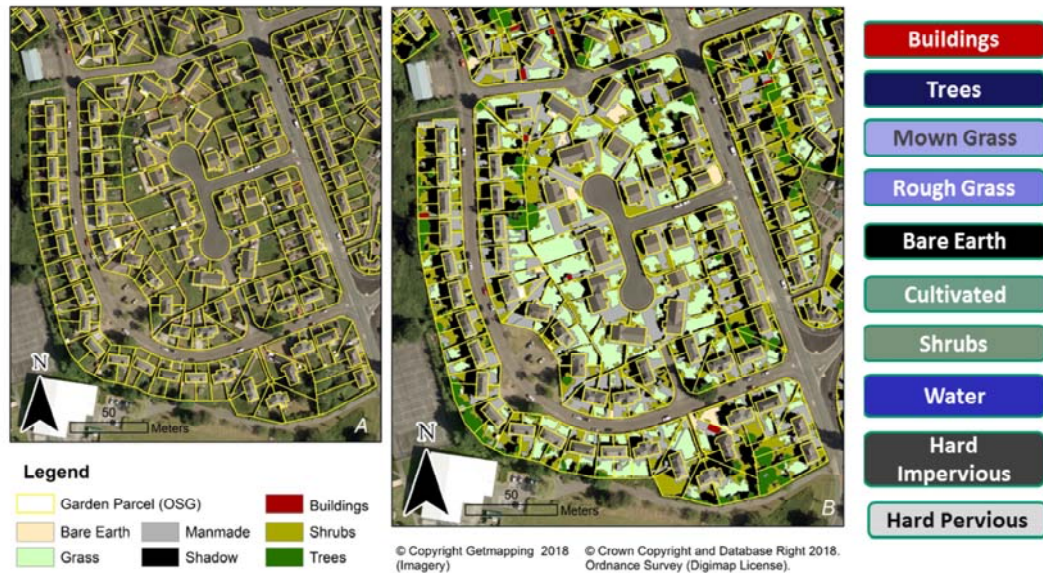 N
50
Meters
A
N
50
Meters
B
Legend
Garden Parcel (OSG)
Bare Earth
Manmade
Buildings
Shrubs
Grass
Shadow
Trees
© Copyright Getmapping 2018
(Imagery)
© Crown Copyright and Database Right 2018.
Ordnance Survey (Digimap License).
Buildings
Trees
Mown Grass
Rough Grass
Bare Earth
Cultivated
Shrubs
Water
Hard
Impervious
Hard Pervious